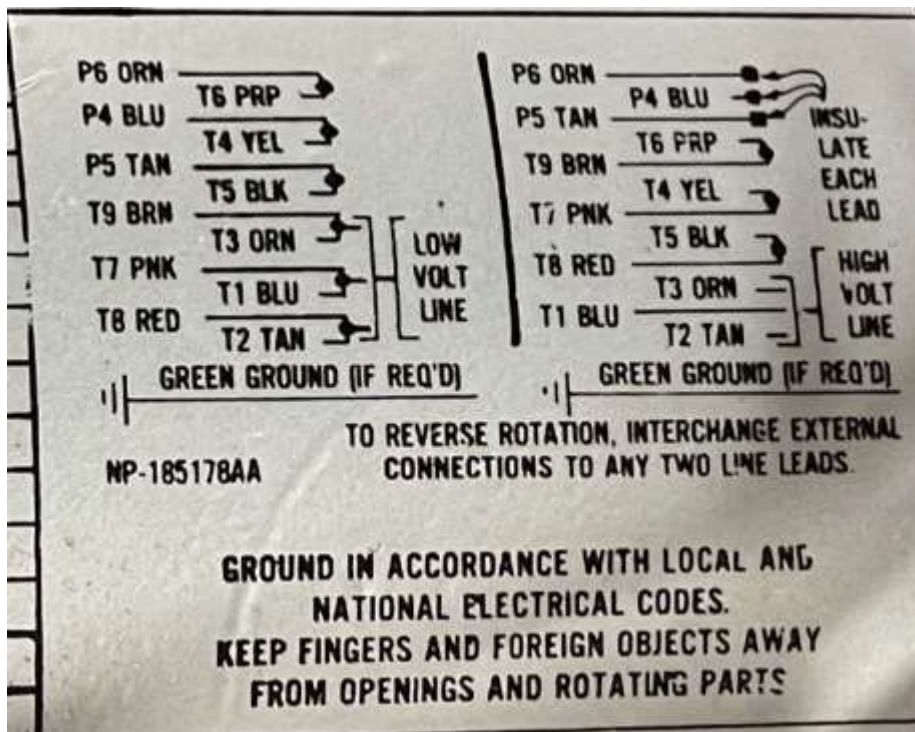 P6 ORN
T6 PRP
P4 BLU
T4 YEL
P5 TAN
T5 BLK
T9 BRN
T3 ORN
T7 PNK
T1 BLU
T8 RED
T2 TAN
LOW
VOLT
LINE
GREEN GROUND (IF REQ'D)
P6 ORN
P4 BLU
P5 TAN
T6 PRP
T9 BRN
T4 YEL
T7 PNK
T5 BLK
T8 RED
T3 ORN
T1 BLU
T2 TAN
INSU-
LATE
EACH
LEAD
HIGH
VOLT
LINE
GREEN GROUND (IF REQ'D)
TO REVERSE ROTATION, INTERCHANGE EXTERNAL
CONNECTIONS TO ANY TWO LINE LEADS.
NP-185178AA
GROUND IN ACCORDANCE WITH LOCAL AND
NATIONAL ELECTRICAL CODES.
KEEP FINGERS AND FOREIGN OBJECTS AWAY
FROM OPENINGS AND ROTATING PARTS